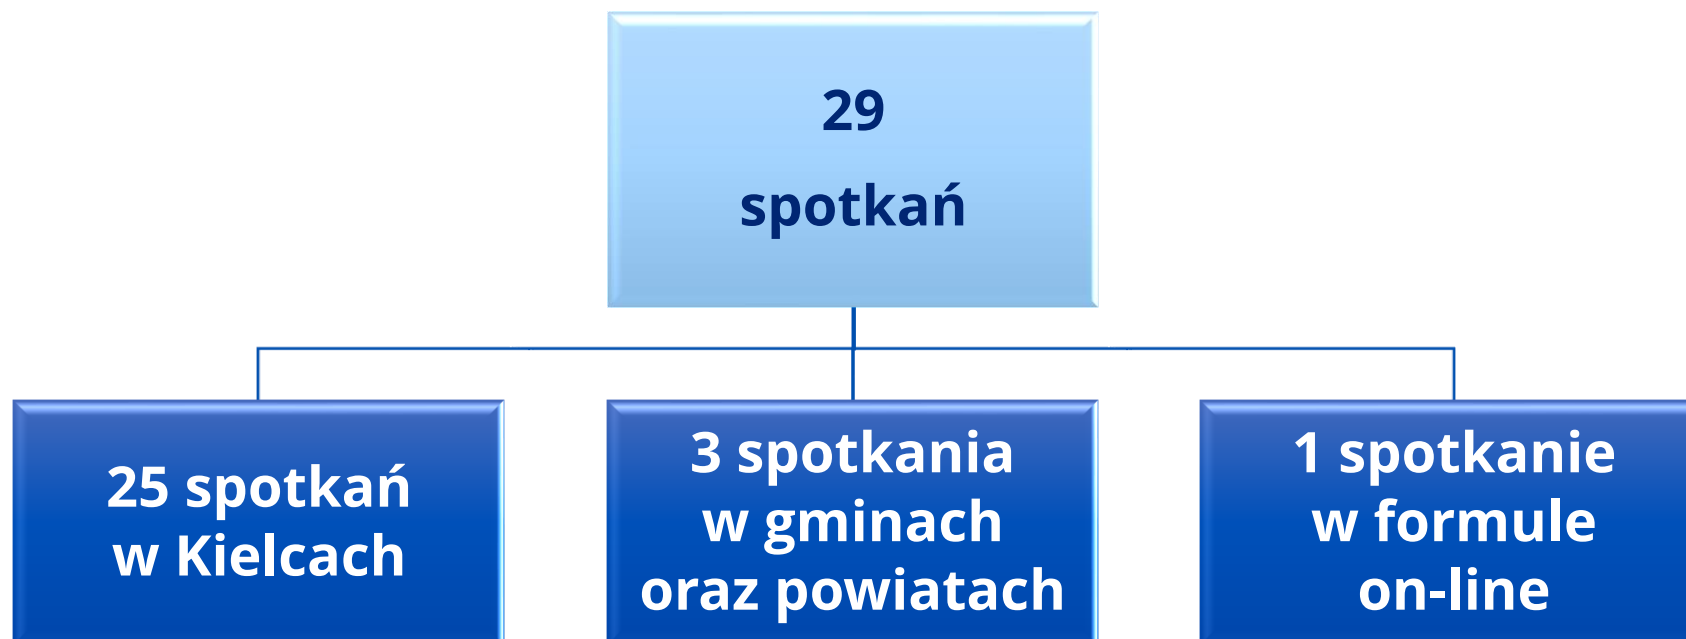 29
spotkań
25 spotkań
w Kielcach
3 spotkania
w gminach
oraz powiatach
1 spotkanie
w formule
on-line